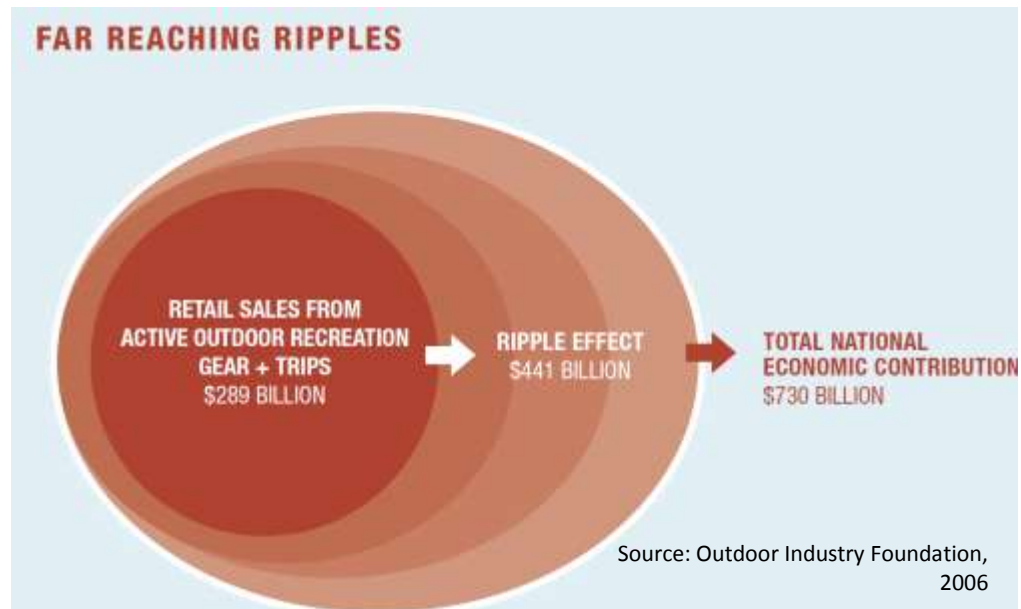 FAR REACHING RIPPLES
RETAIL SALES FROM
ACTIVE OUTDOOR RECREATION
GEAR + TRIPS
$289 BILLION
RIPPLE EFFECT
$441 BILLION
TOTAL NATIONAL
ECONOMIC CONTRIBUTION
$730 BILLION
Source: Outdoor Industry Foundation,
2006